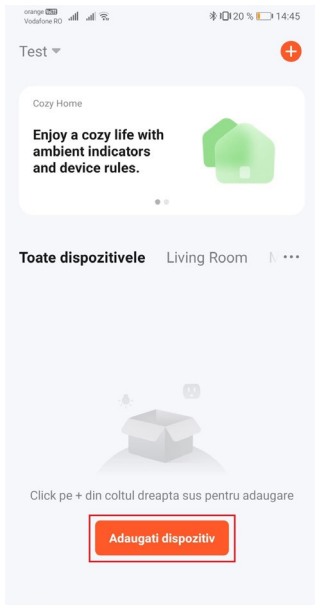 orange VoLTE
Vodafone RO
20 % 14:45
Test
Cozy Home
Enjoy a cozy life with
ambient indicators
and device rules.
Toate dispozitivele Living Room
Click pe + din coltul dreapta sus pentru adaugare
Adaugati dispozitiv